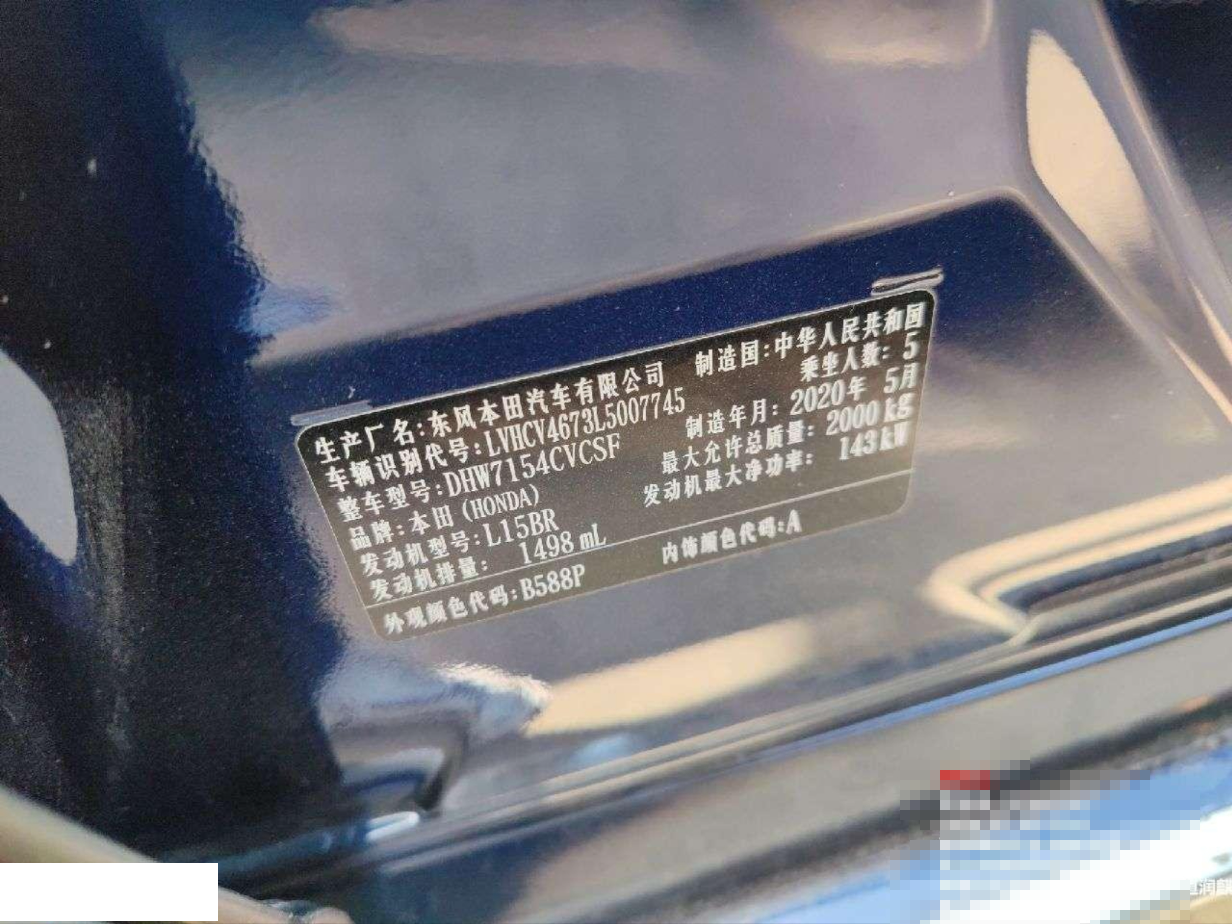 生产厂名:东风本田汽车有限公司 制造国:中华人民共和国
车辆识别代号:LVHCV4673L5007745 乘坐人数: 5
整车型号:DHW7154CVCSF 制造年月: 2020年 5月
品牌:本田(HONDA) 最大允许总质量: 2000 kg
发动机型号:L15BR 发动机最大净功率: 143kW
发动机排量: 1498 mL
外观颜色代码:B588P 内饰颜色代码:A